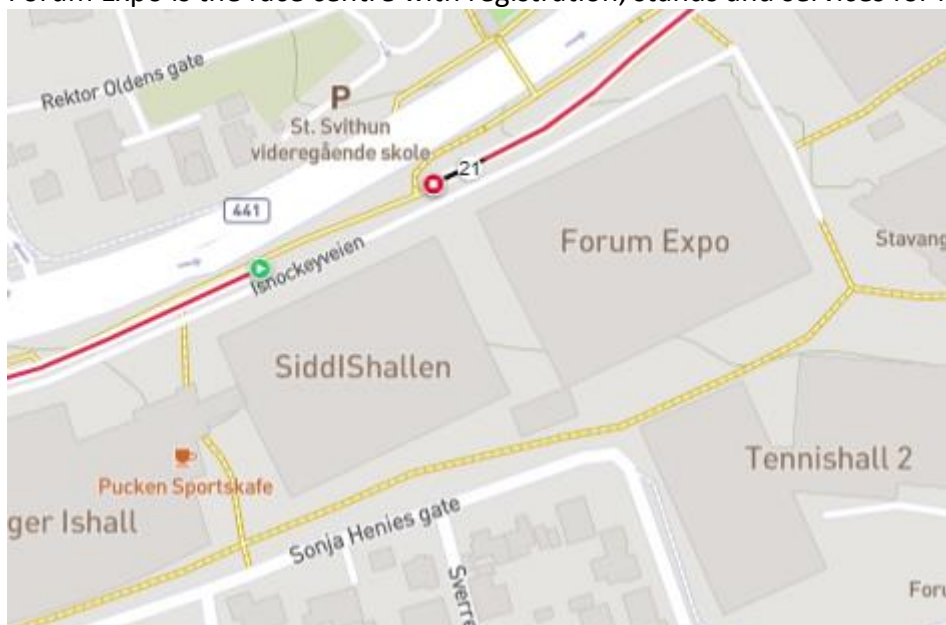 Rektor Oldens gate
P
St. Svithun
videregående skole
21
441
Forum Expo
Stavang
Ishockeyveien
SiddIShallen
Tennishall 2
Pucken Sportskafe
ger Ishall
Sonja Henies gate
Sverre
Foru